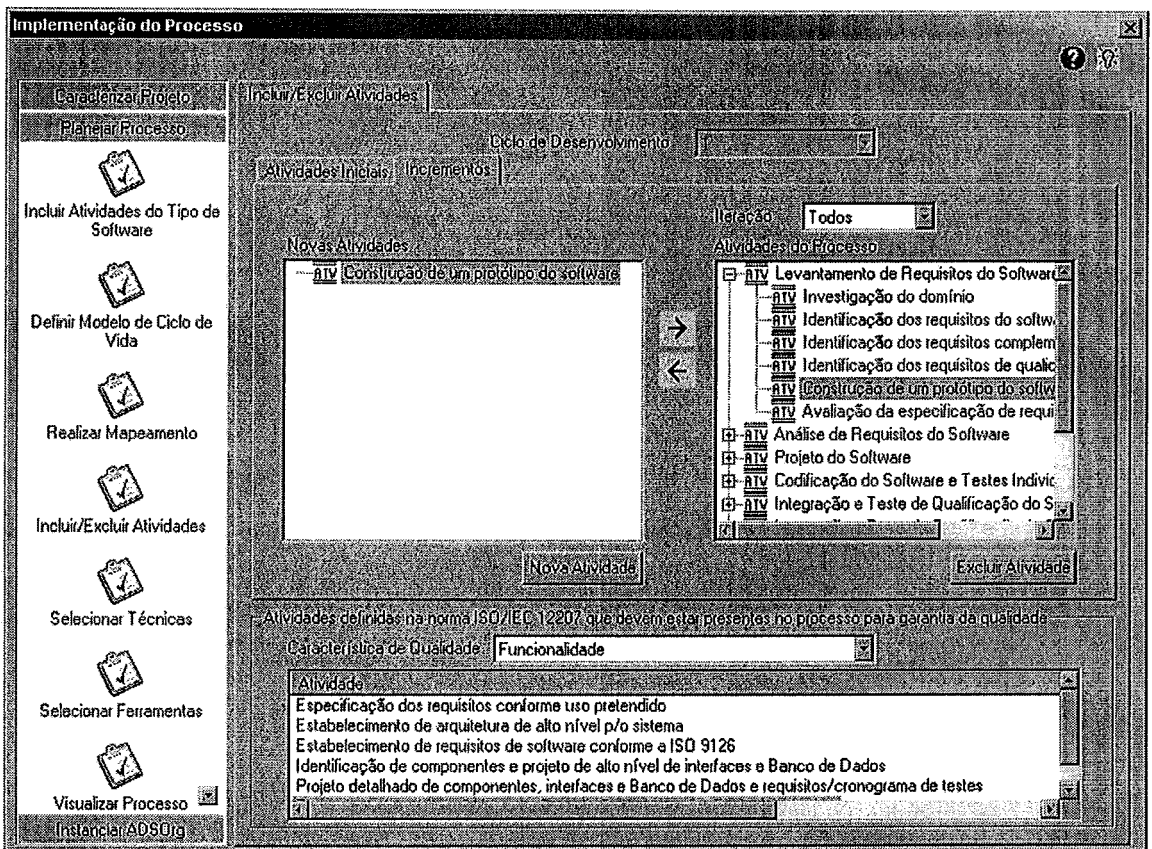 Implementação do Processo
Caracterizar Projeto
Planejar Processo
Incluir Atividades do Tipo de
Software
Definir Modelo de Ciclo de
Vida
Realizar Mapeamento
Incluir/Excluir Atividades
Selecionar Técnicas
Selecionar Ferramentas
Visualizar Processo
Instanciar ADSOrg
Incluir/Excluir Atividades
Ciclo de Desenvolvimento 1
Atividades Iniciais Incrementos
Iteração Todos
Novas Atividades
ATV Construção de um protótipo do software
Nova Atividade
Atividades do Processo
ATV Levantamento de Requisitos do Software
ATV Investigação do domínio
ATV Identificação dos requisitos do softw
ATV Identificação dos requisitos complem
ATV Identificação dos requisitos de qualid
ATV Construção de um protótipo do softw
ATV Avaliação da especificação de requi
ATV Análise de Requisitos do Software
ATV Projeto do Software
ATV Codificação do Software e Testes Individ
ATV Integração e Teste de Qualificação do S
Excluir Atividade
Atividades definidas na norma ISO/IEC 12207 que devem estar presentes no processo para garantia da qualidade
Característica de Qualidade Funcionalidade
Atividade
Especificação dos requisitos conforme uso pretendido
Estabelecimento de arquitetura de alto nível p/o sistema
Estabelecimento de requisitos de software conforme a ISO 9126
Identificação de componentes e projeto de alto nível de interfaces e Banco de Dados
Projeto detalhado de componentes, interfaces e Banco de Dados e requisitos/cronograma de testes